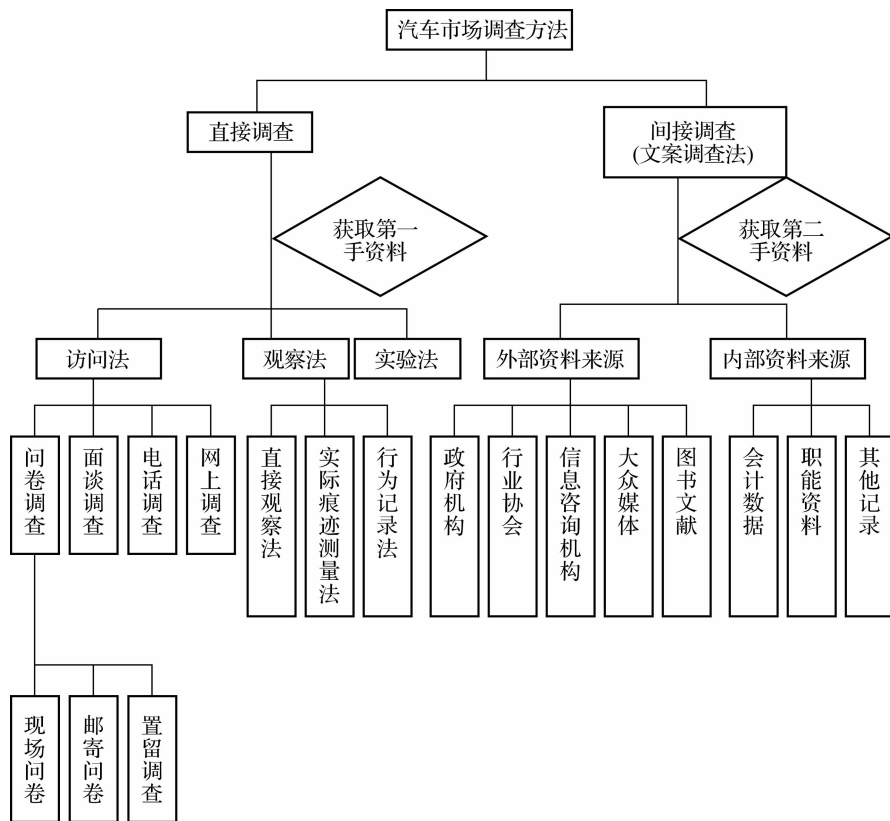 汽车市场调查方法
直接调查
间接调查
(文案调查法)
获取第一
手资料
获取第二
手资料
访问法
观察法
实验法
外部资料来源
内部资料来源
问卷调查
面谈调查
电话调查
网上调查
直接观察法
实际痕迹测量法
行为记录法
政府机构
行业协会
信息咨询机构
大众媒体
图书文献
会计数据
职能资料
其他记录
现场问卷
邮寄问卷
置留调查